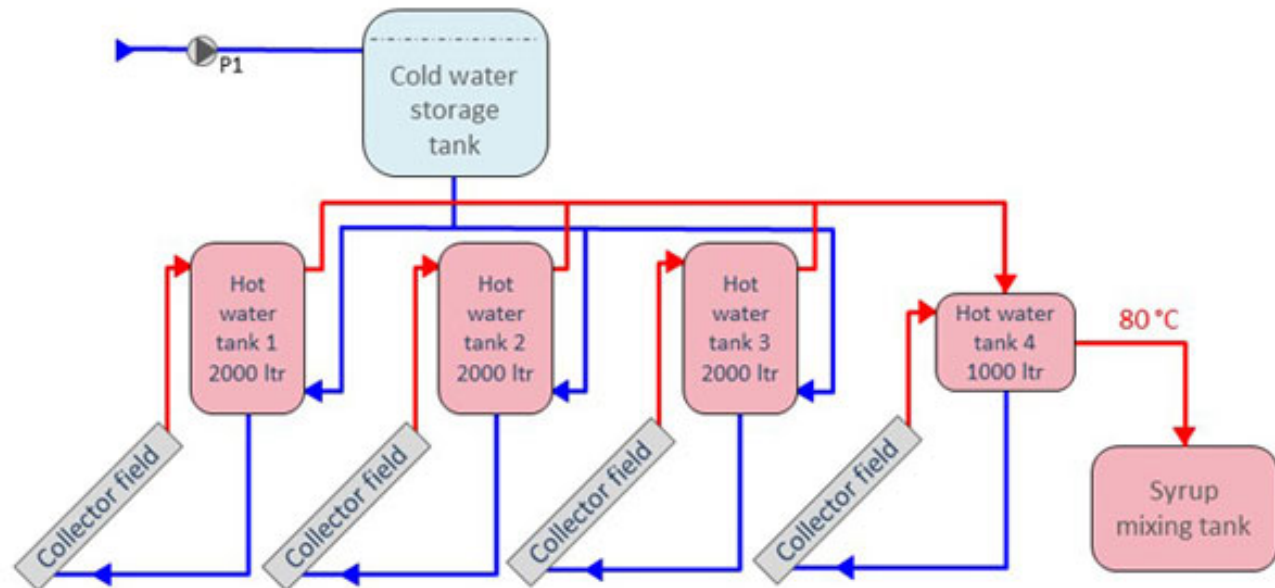 P1
Cold water
storage
tank
Hot
water
tank 1
2000 ltr
Hot
water
tank 2
2000 ltr
Hot
water
tank 3
2000 ltr
Hot water
tank 4
1000 ltr
80 °C
Collector field
Collector field
Collector field
Collector field
Syrup
mixing tank